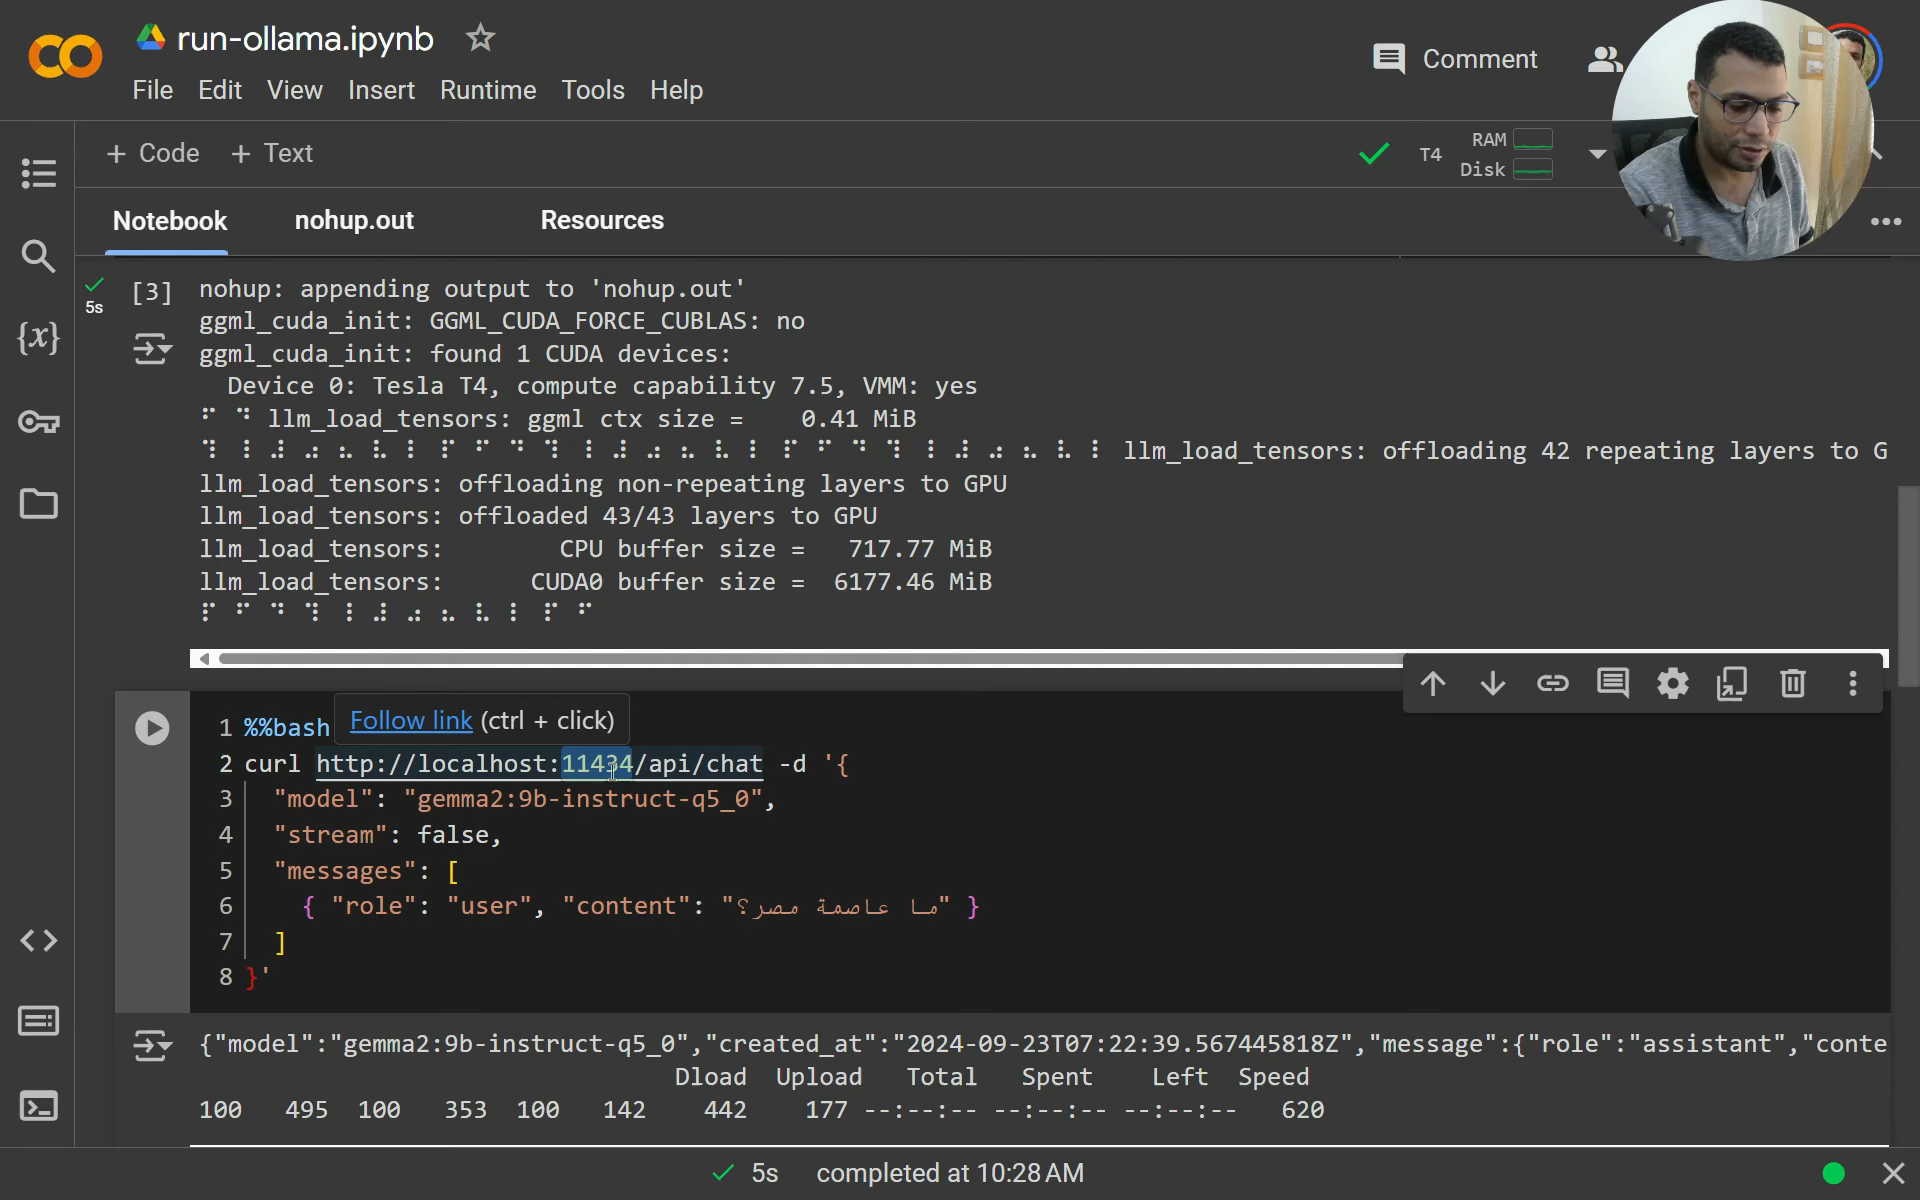 run-ollama.ipynb
Comment
File Edit View Insert Runtime Tools Help
+ Code + Text
T4 RAM
Disk
Notebook nohup.out Resources
5s
[3] nohup: appending output to 'nohup.out'
ggml_cuda_init: GGML_CUDA_FORCE_CUBLAS: no
ggml_cuda_init: found 1 CUDA devices:
Device 0: Tesla T4, compute capability 7.5, VMM: yes
llm_load_tensors: ggml ctx size =    0.41 MiB
llm_load_tensors: offloading 42 repeating layers to G
llm_load_tensors: offloading non-repeating layers to GPU
llm_load_tensors: offloaded 43/43 layers to GPU
llm_load_tensors:        CPU buffer size =   717.77 MiB
llm_load_tensors:      CUDA0 buffer size =  6177.46 MiB
Follow link (ctrl + click)
1 %%bash
2 curl http://localhost:11434/api/chat -d '{
3   "model": "gemma2:9b-instruct-q5_0",
4   "stream": false,
5   "messages": [
6     { "role": "user", "content": "ما عاصمة مصر؟" }
7   ]
8 }'
{"model":"gemma2:9b-instruct-q5_0","created_at":"2024-09-23T07:22:39.567445818Z","message":{"role":"assistant","conte
Dload  Upload   Total   Spent    Left  Speed
100   495  100   353  100   142    442    177 --:--:-- --:--:-- --:--:--   620
5s completed at 10:28 AM